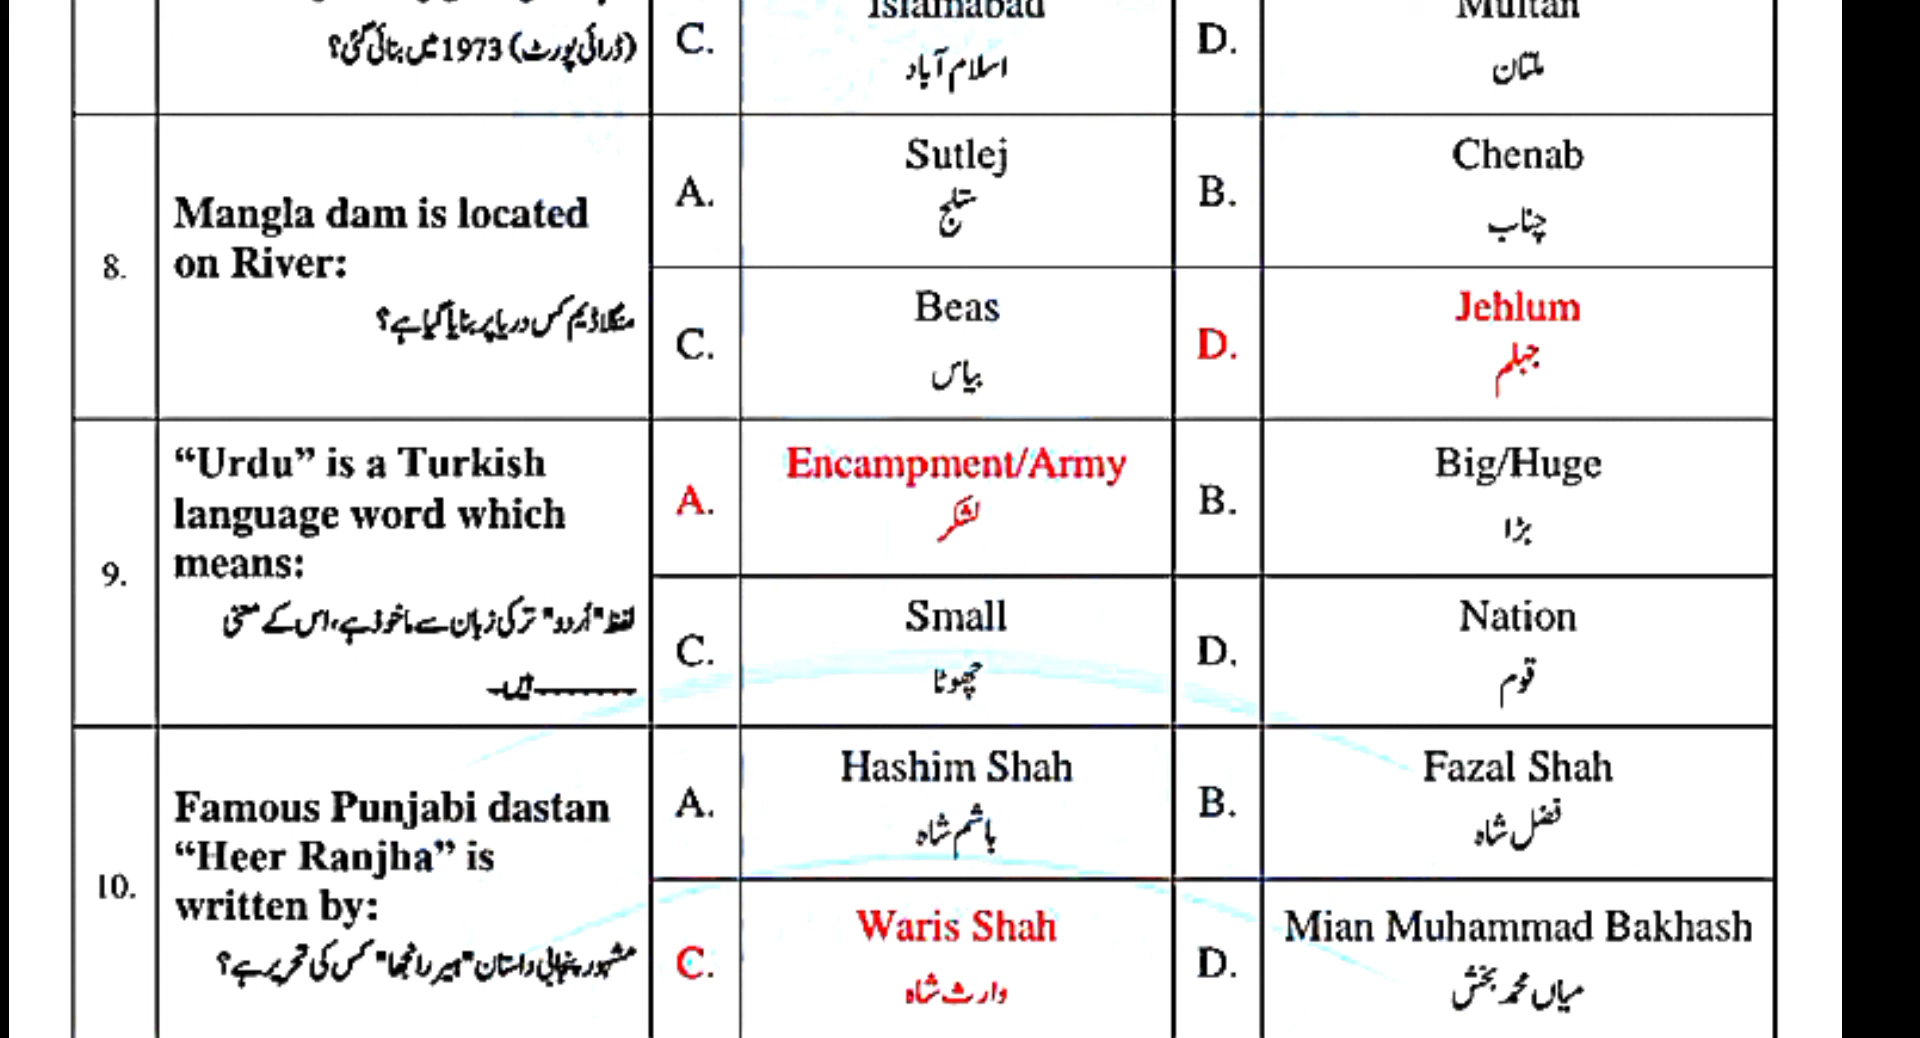 (ڈرائی پورٹ) 1973 میں بنائی گئی؟
C.
Islamabad
اسلام آباد
D.
Multan
ملتان
8.
Mangla dam is located
on River:
منگلا ڈیم کس دریا پر بنایا گیا ہے؟
A.
Sutlej
ستلج
B.
Chenab
چناب
C.
Beas
بیاس
D.
Jehlum
جہلم
9.
“Urdu” is a Turkish
language word which
means:
لفظ "اُردو" ترکی زبان سے ماخوذ ہے، اس کے معنی
_______ ہیں۔
A.
Encampment/Army
لشکر
B.
Big/Huge
بڑا
C.
Small
چھوٹا
D.
Nation
قوم
10.
Famous Punjabi dastan
“Heer Ranjha” is
written by:
مشہور پنجابی داستان "ہیر رانجھا" کس کی تحریر ہے؟
A.
Hashim Shah
ہاشم شاہ
B.
Fazal Shah
فضل شاہ
C.
Waris Shah
وارث شاہ
D.
Mian Muhammad Bakhash
میاں محمد بخش